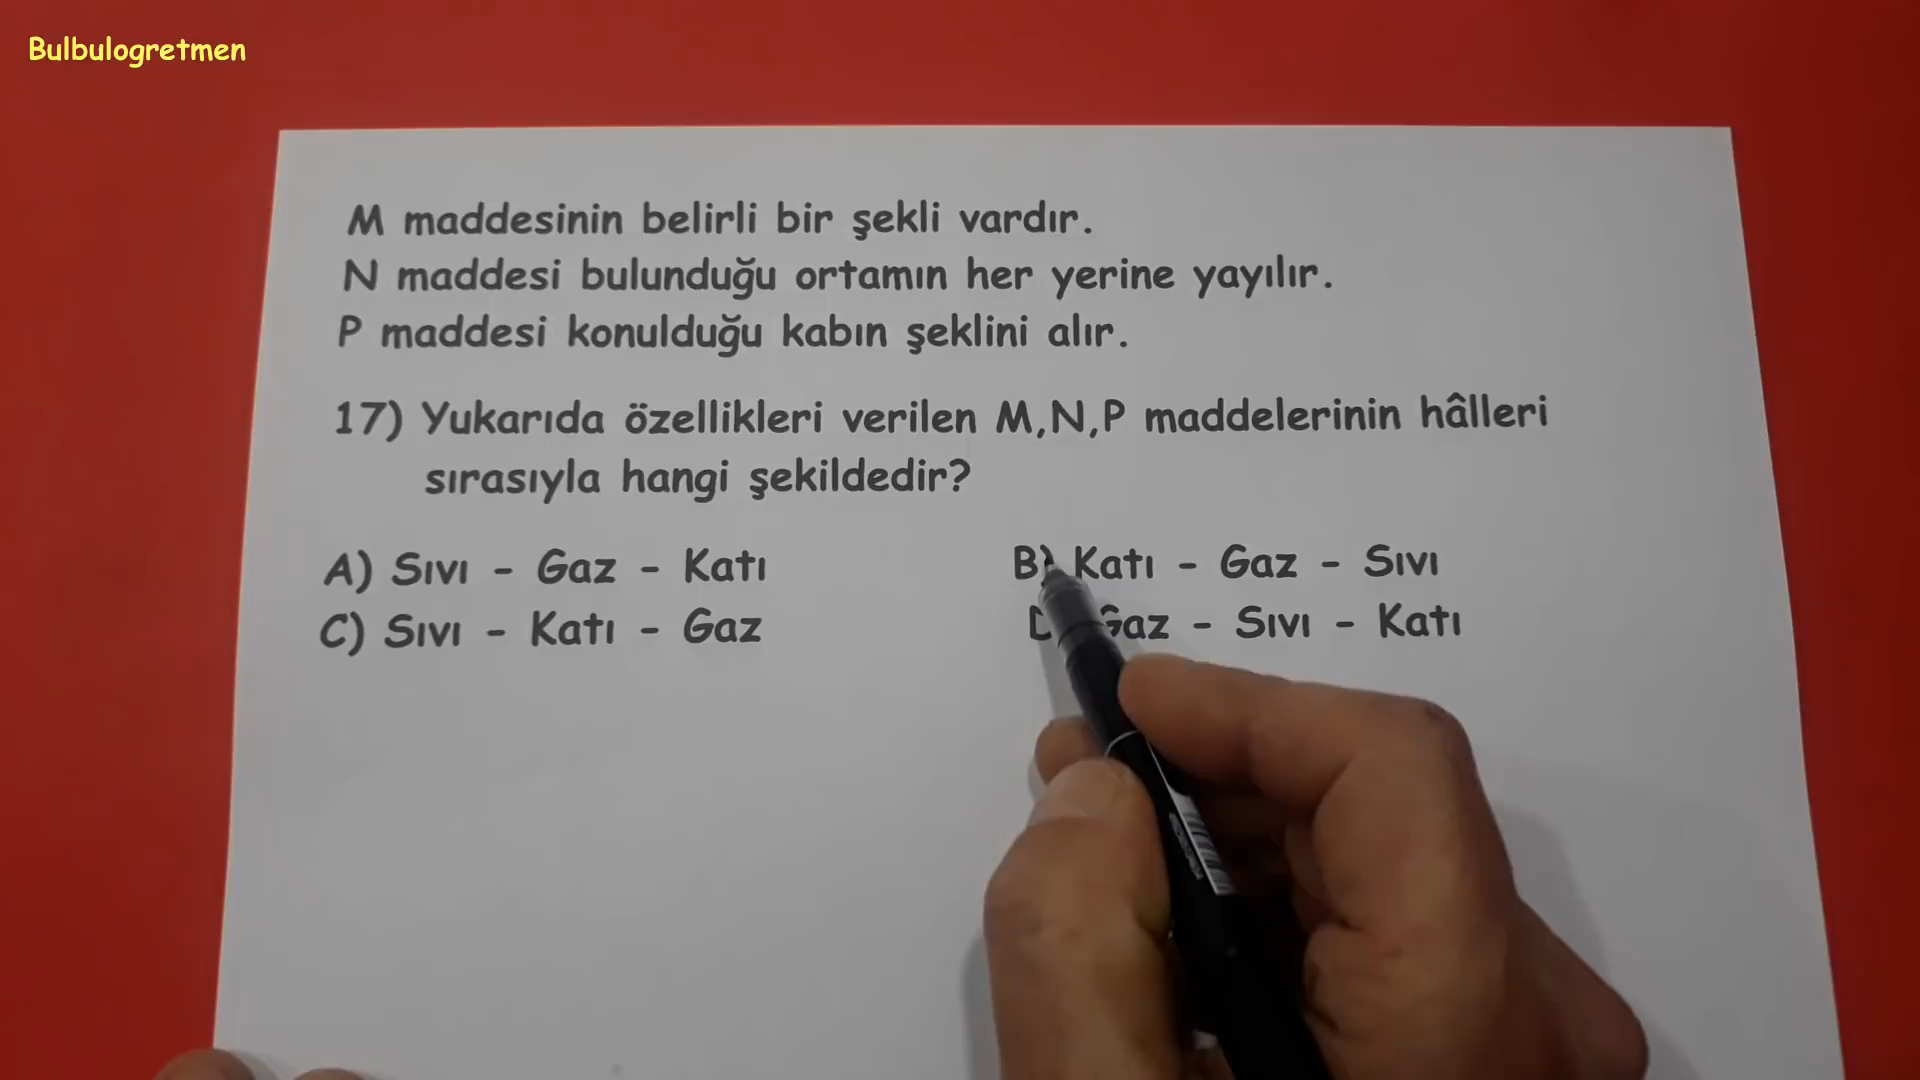 Bulbulogretmen
M maddesinin belirli bir şekli vardır.
N maddesi bulunduğu ortamın her yerine yayılır.
P maddesi konulduğu kabın şeklini alır.
17) Yukarıda özellikleri verilen M,N,P maddelerinin hâlleri
sırasıyla hangi şekildedir?
A) Sıvı - Gaz - Katı
B) Katı - Gaz - Sıvı
C) Sıvı - Katı - Gaz
D) Gaz - Sıvı - Katı